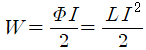 W = ΦI/2 = LI²/2